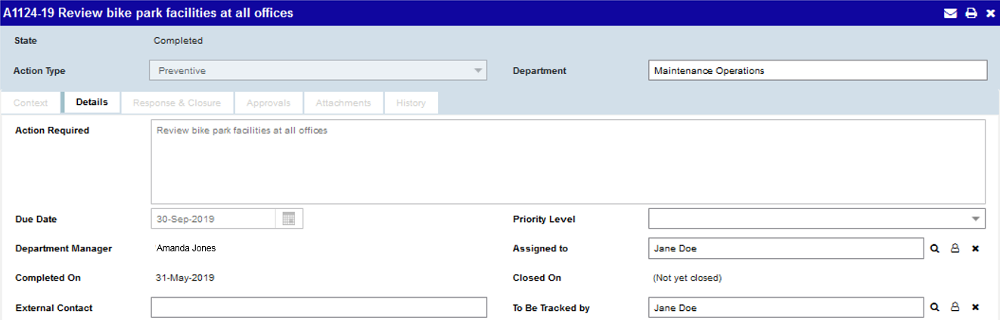 A1124-19 Review bike park facilities at all offices
State Completed
Action Type Preventive Department Maintenance Operations
Context Details Response & Closure Approvals Attachments History
Action Required Review bike park facilities at all offices
Due Date 30-Sep-2019 Priority Level
Department Manager Amanda Jones Assigned to Jane Doe
Completed On 31-May-2019 Closed On (Not yet closed)
External Contact To Be Tracked by Jane Doe